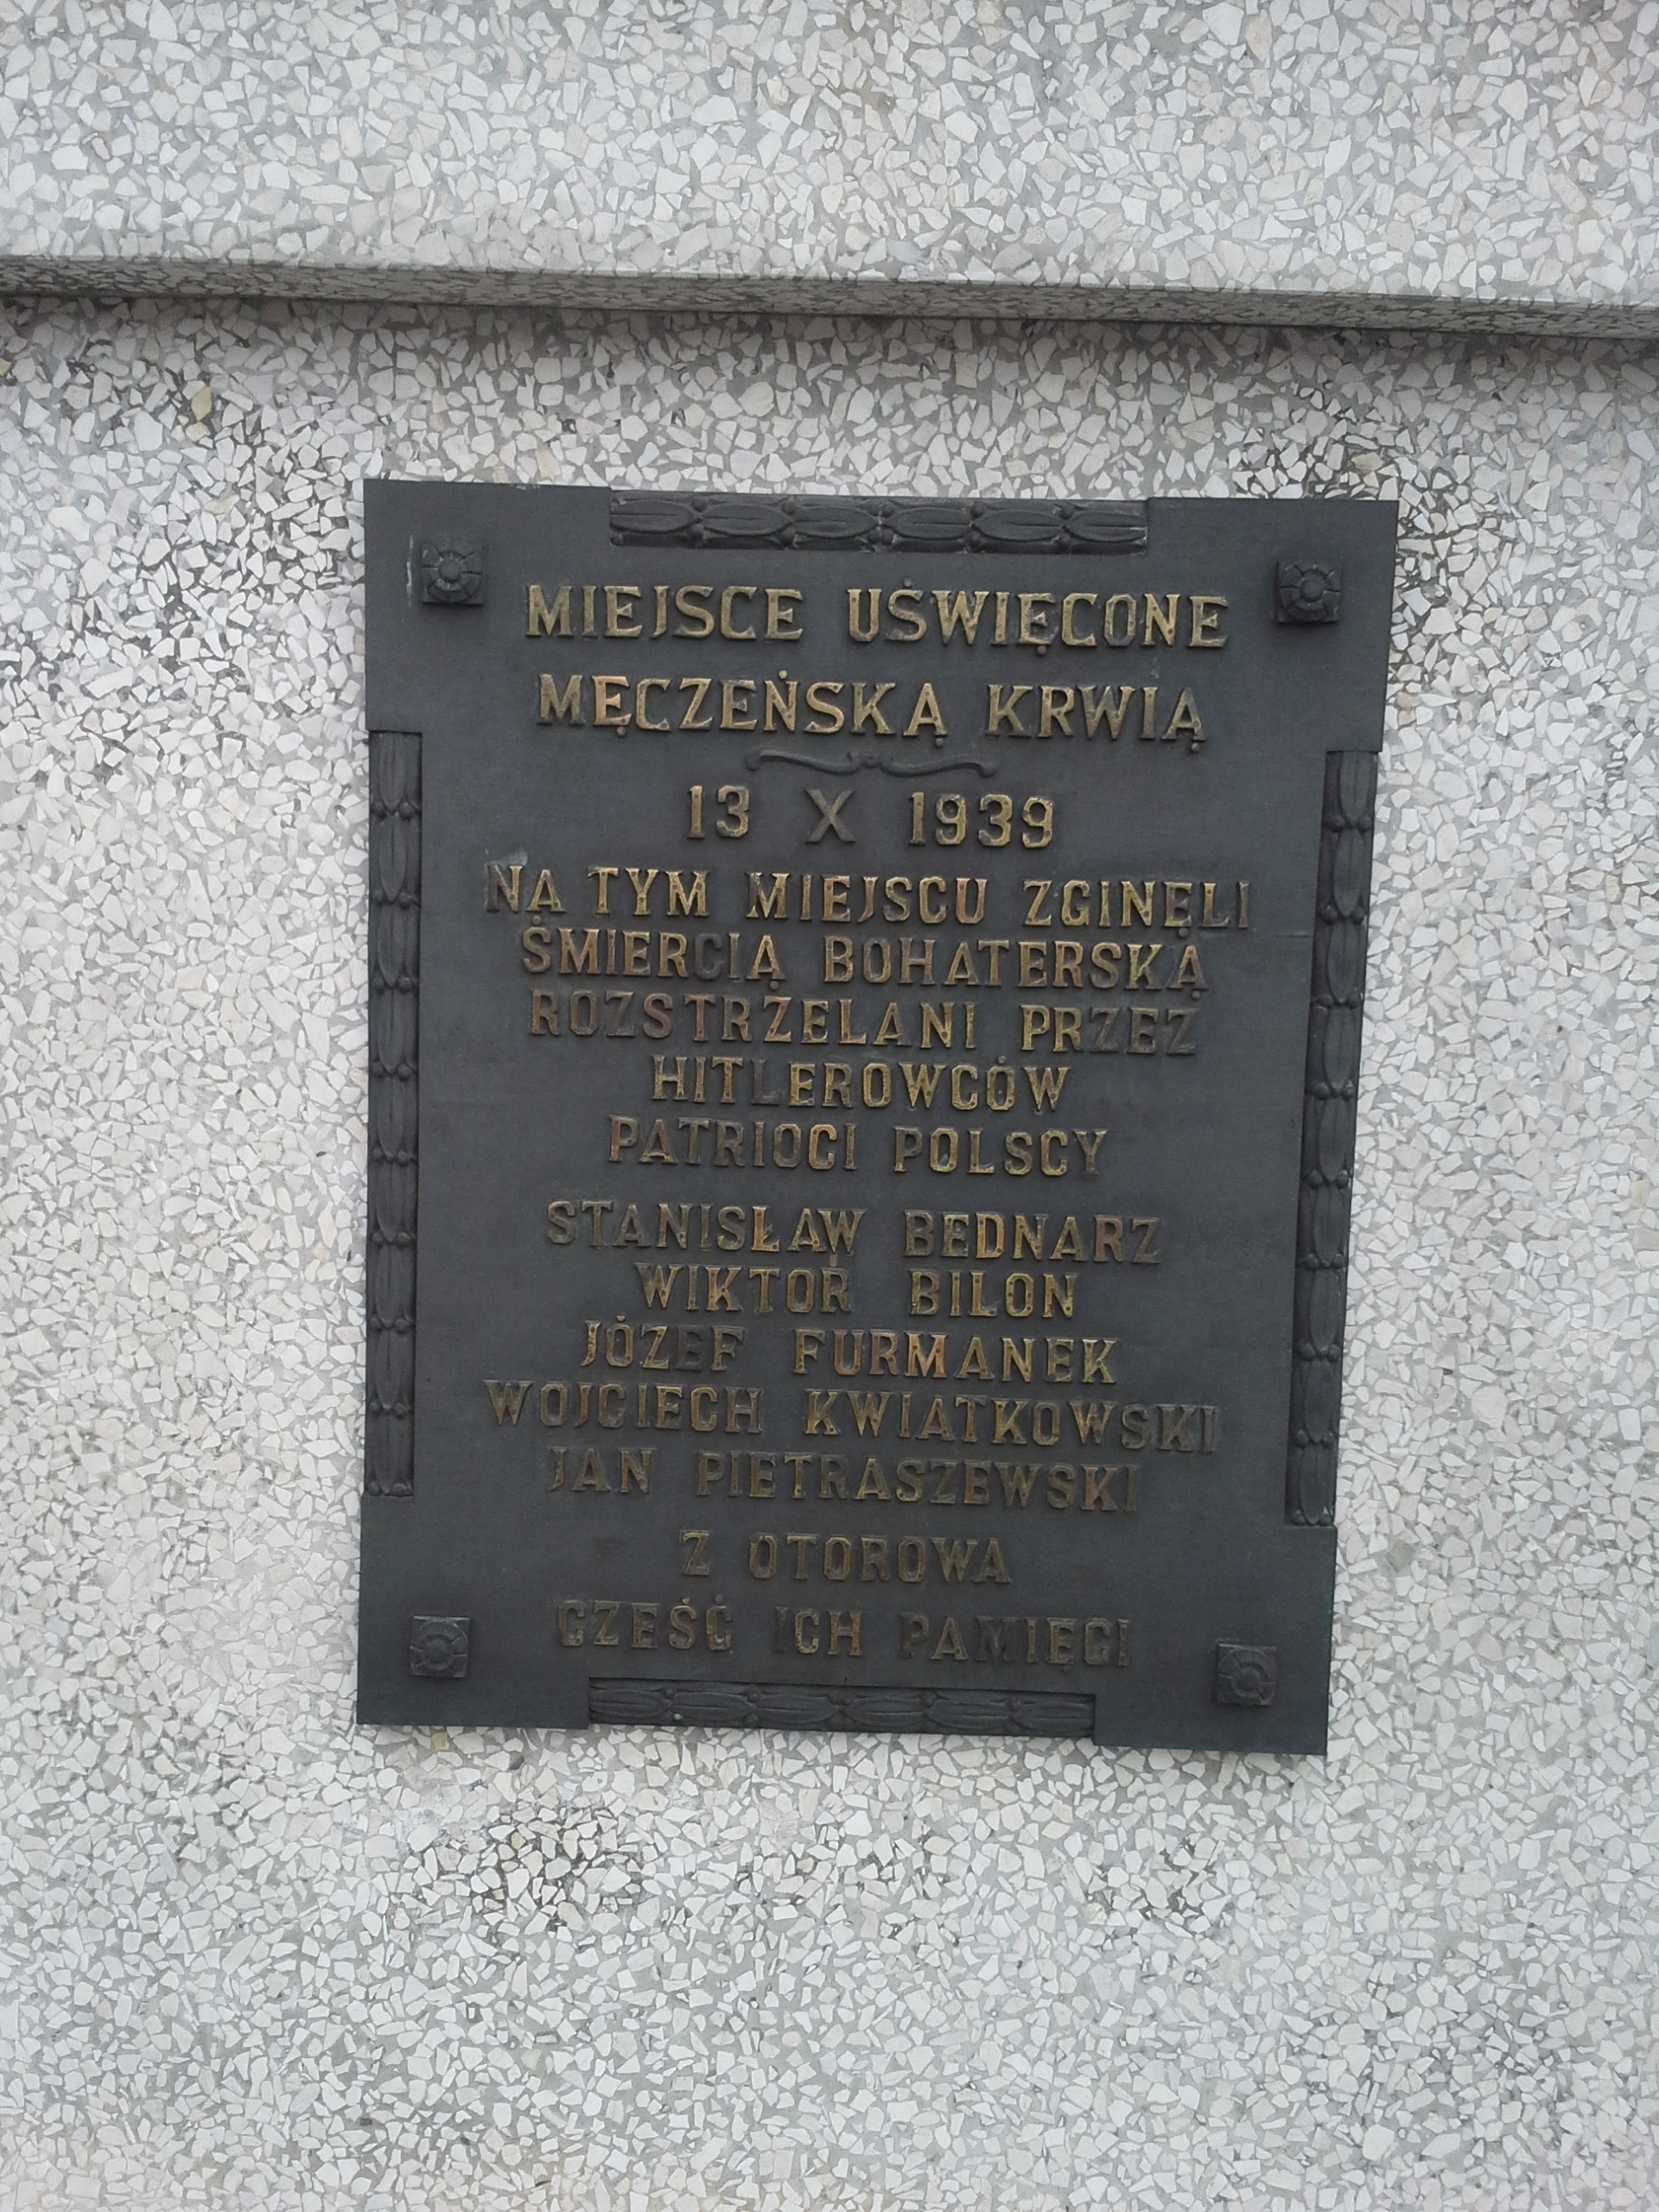 MIEJSCE UŚWIĘCONE
MĘCZEŃSKĄ KRWIĄ
13 X 1939
NA TYM MIEJSCU ZGINĘLI
ŚMIERCIĄ BOHATERSKĄ
ROZSTRZELANI PRZEZ
HITLEROWCÓW
PATRIOCI POLSCY
STANISŁAW BEDNARZ
WIKTOR BILON
JÓZEF FURMANEK
WOJCIECH KWIATKOWSKI
JAN PIETRASZEWSKI
Z OTOROWA
CZEŚĆ ICH PAMIĘCI